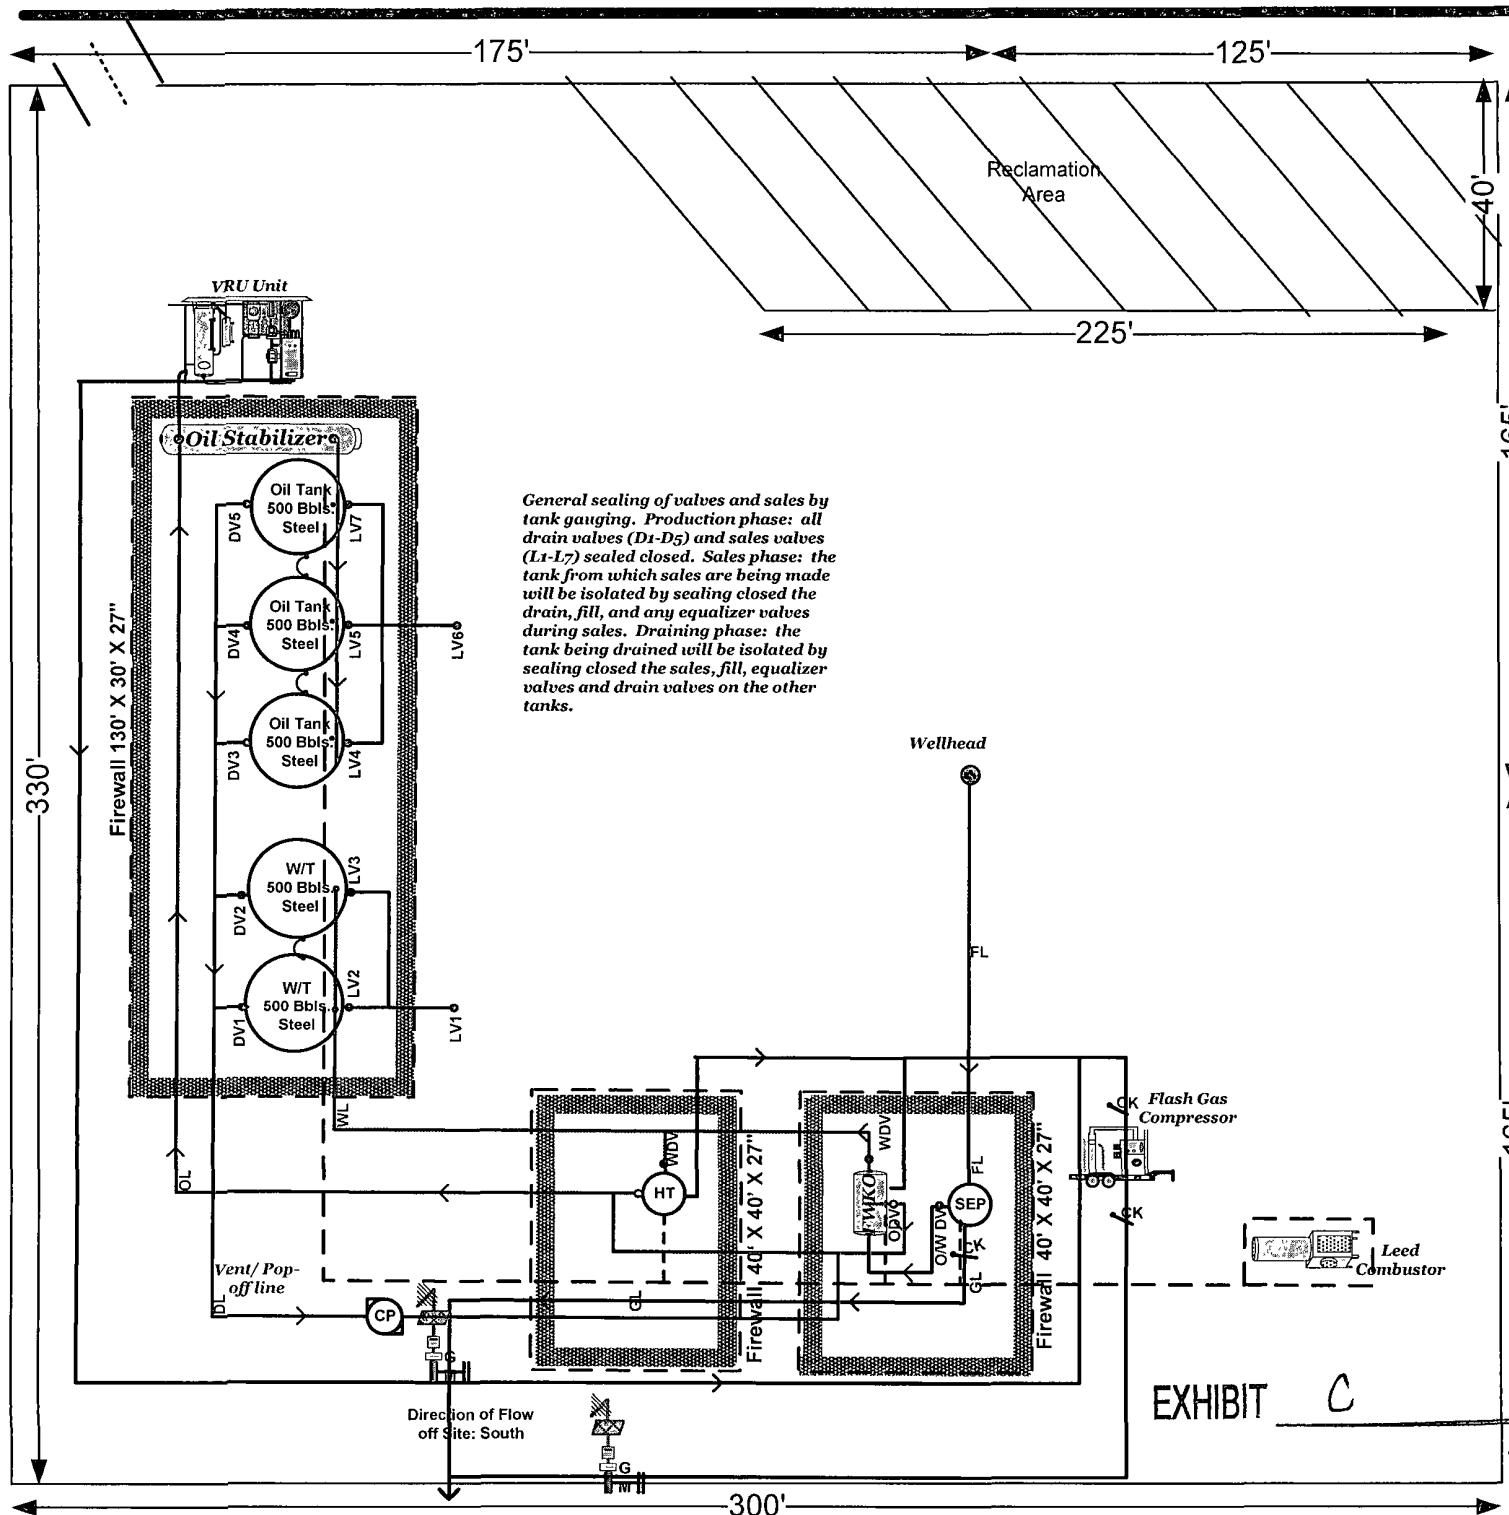 175'
125'
Reclamation
Area
40'
225'
VRU Unit
Oil Stabilizer
Oil Tank
500 Bbls.
Steel
DV5
LV7
Oil Tank
500 Bbls.
Steel
DV4
LV5
LV6
Oil Tank
500 Bbls.
Steel
DV3
LV4
Firewall 130' X 30' X 27"
330'
General sealing of valves and sales by
tank gauging. Production phase: all
drain valves (D1-D5) and sales valves
(L1-L7) sealed closed. Sales phase: the
tank from which sales are being made
will be isolated by sealing closed the
drain, fill, and any equalizer valves
during sales. Draining phase: the
tank being drained will be isolated by
sealing closed the sales, fill, equalizer
valves and drain valves on the other
tanks.
Wellhead
FL
W/T
500 Bbls.
Steel
DV2
LV3
W/T
500 Bbls.
Steel
DV1
LV2
LV1
WL
OL
DL
WDV
HT
Firewall 40' X 40' X 27"
WDV
EWKO
ODV
O/W DV
FL
SEP
CK
GL
GL
Firewall 40' X 40' X 27"
CK
Flash Gas
Compressor
CK
Leed
Combustor
Vent/ Pop-
off line
CP
G
M
Direction of Flow
off Site: South
G
M
EXHIBIT C
300'